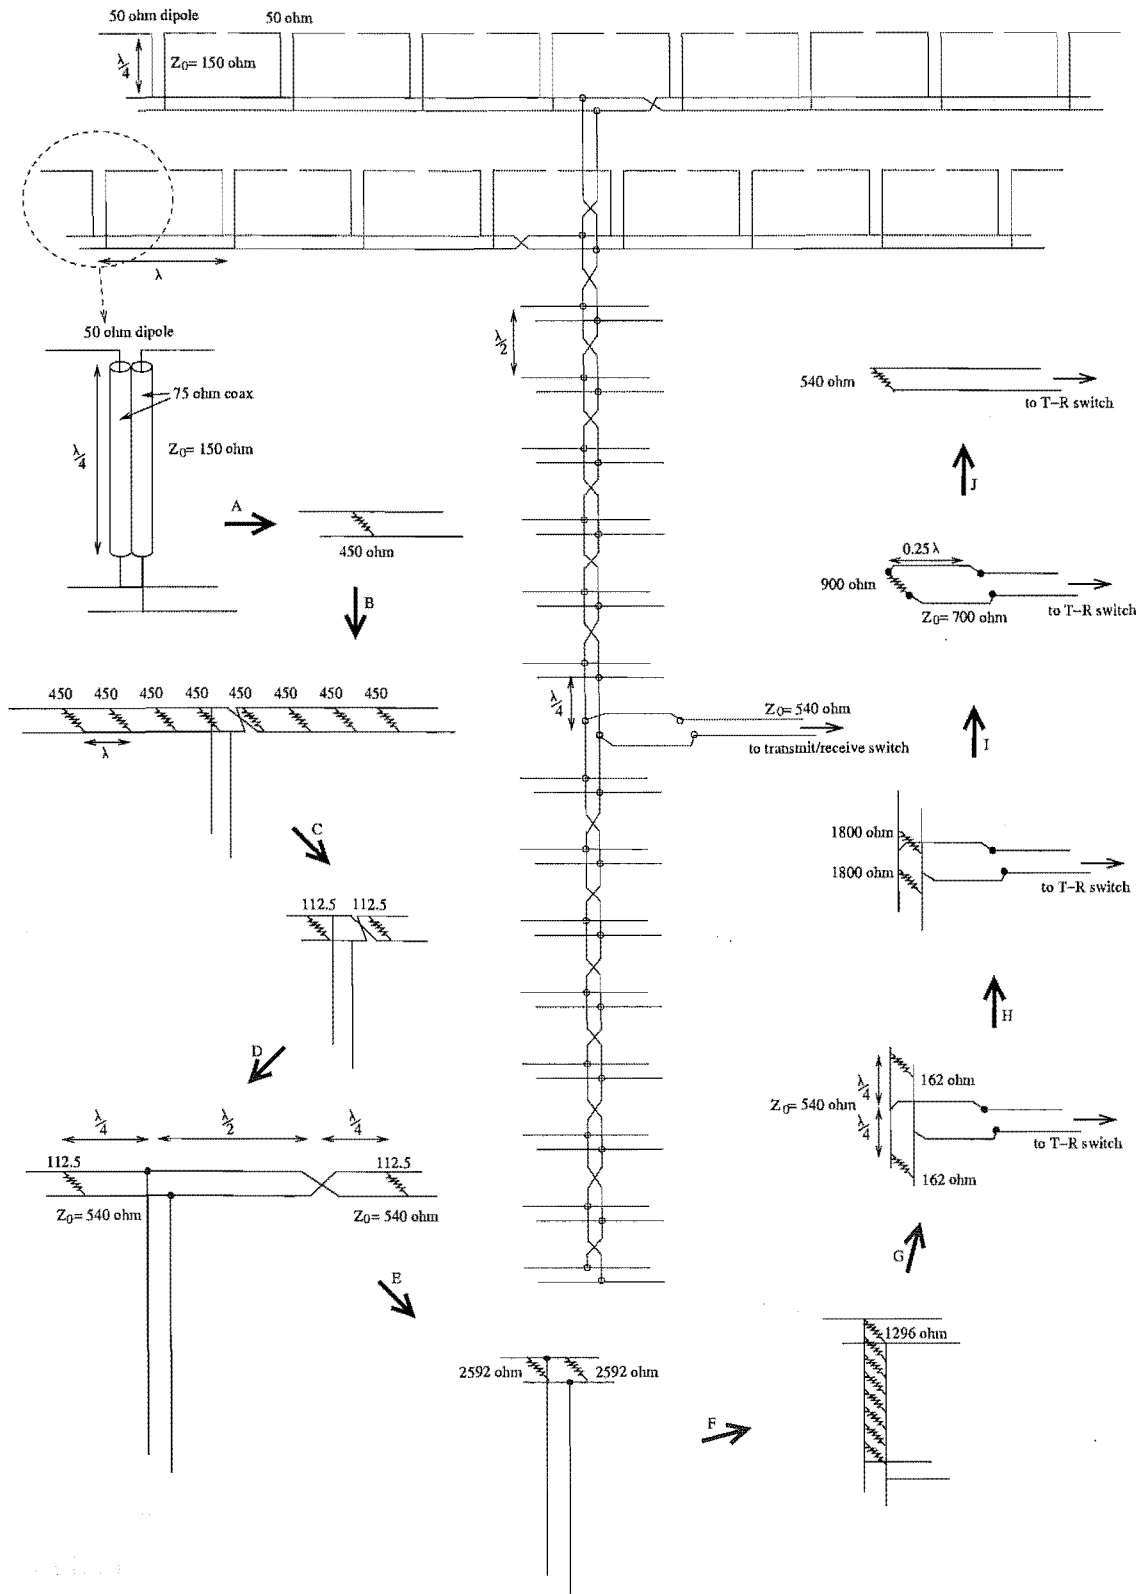 50 ohm dipole
50 ohm
λ/4
Z0= 150 ohm
λ
50 ohm dipole
75 ohm coax
λ/4
Z0= 150 ohm
λ/2
540 ohm
to T–R switch
A
450 ohm
J
B
0.25 λ
900 ohm
to T–R switch
Z0= 700 ohm
450 450 450 450 450 450 450 450
λ
λ/4
Z0= 540 ohm
to transmit/receive switch
I
C
1800 ohm
1800 ohm
to T–R switch
112.5 112.5
H
D
λ/4
162 ohm
Z0= 540 ohm
λ/4
to T–R switch
162 ohm
λ/4
λ/2
λ/4
112.5
112.5
Z0= 540 ohm
Z0= 540 ohm
G
E
1296 ohm
2592 ohm
2592 ohm
F